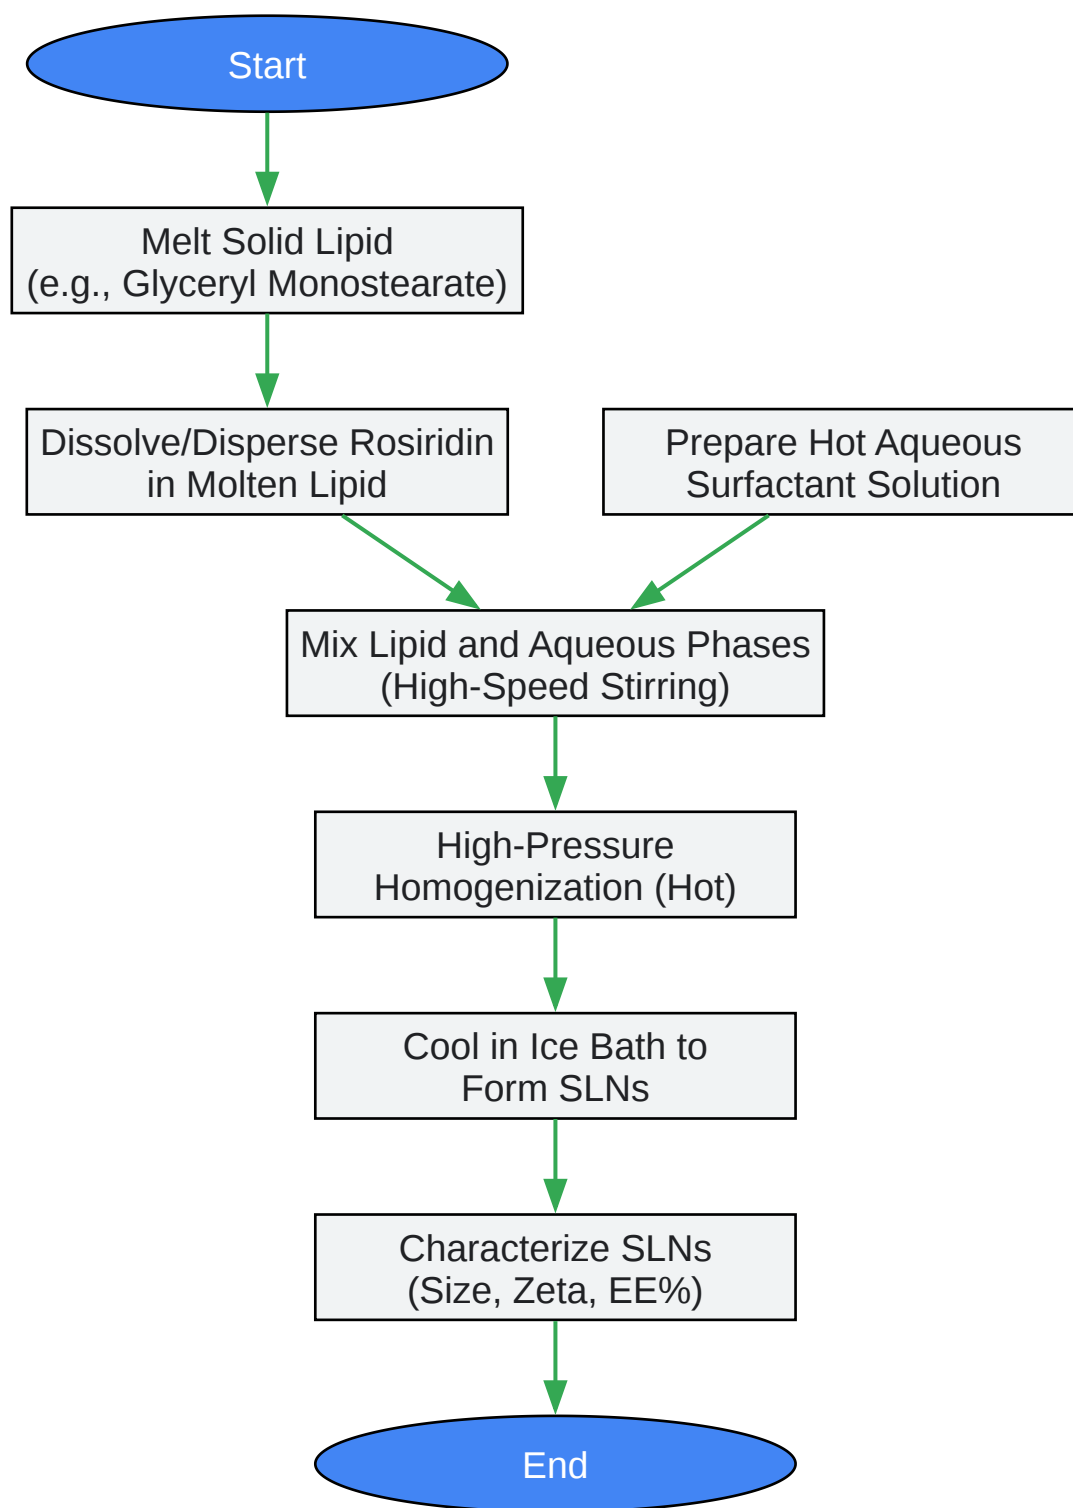 Start
Melt Solid Lipid
(e.g., Glyceryl Monostearate)
Dissolve/Disperse Rosiridin
in Molten Lipid
Prepare Hot Aqueous
Surfactant Solution
Mix Lipid and Aqueous Phases
(High-Speed Stirring)
High-Pressure
Homogenization (Hot)
Cool in Ice Bath to
Form SLNs
Characterize SLNs
(Size, Zeta, EE%)
End